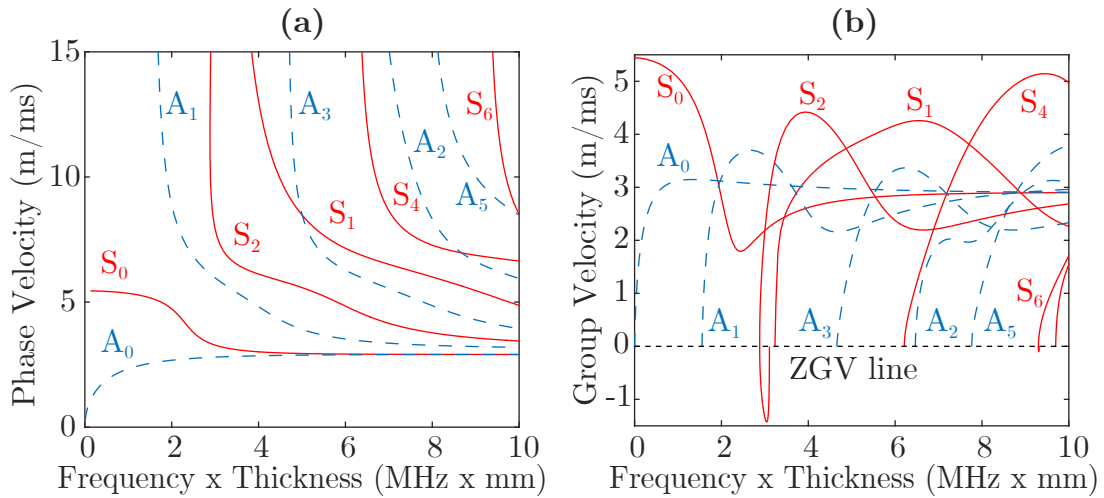 (a)
15
10
5
0
0 2 4 6 8 10
Phase Velocity (m/ms)
Frequency x Thickness (MHz x mm)
A1
A3
S6
A2
A5
S4
S1
S2
S0
A0
(b)
5
4
3
2
1
0
-1
0 2 4 6 8 10
Group Velocity (m/ms)
Frequency x Thickness (MHz x mm)
S0
S2
S1
S4
A0
A1
A3
A2
A5
S6
ZGV line